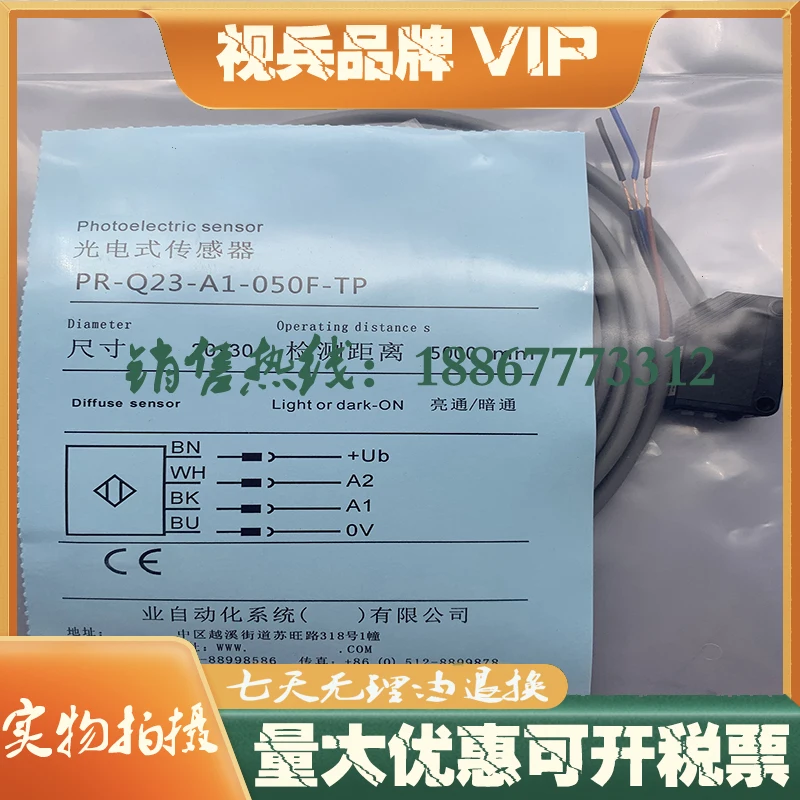 视兵品牌 VIP
Photoelectric sensor
光电式传感器
PR-Q23-A1-050F-TP
Diameter Operating distance s
尺寸 20 30 检测距离 5000 mm
销售热线：18867773312
Diffuse sensor Light or dark-ON 亮通/暗通
BN +Ub
WH A2
BK A1
BU 0V
CE
业自动化系统( )有限公司
地址: 中区越溪街道苏旺路318号1幢
址: WWW. .COM
-88998586 传真: +86 (0) 512-8899878
七天无理由退换
实物拍摄
量大优惠可开税票